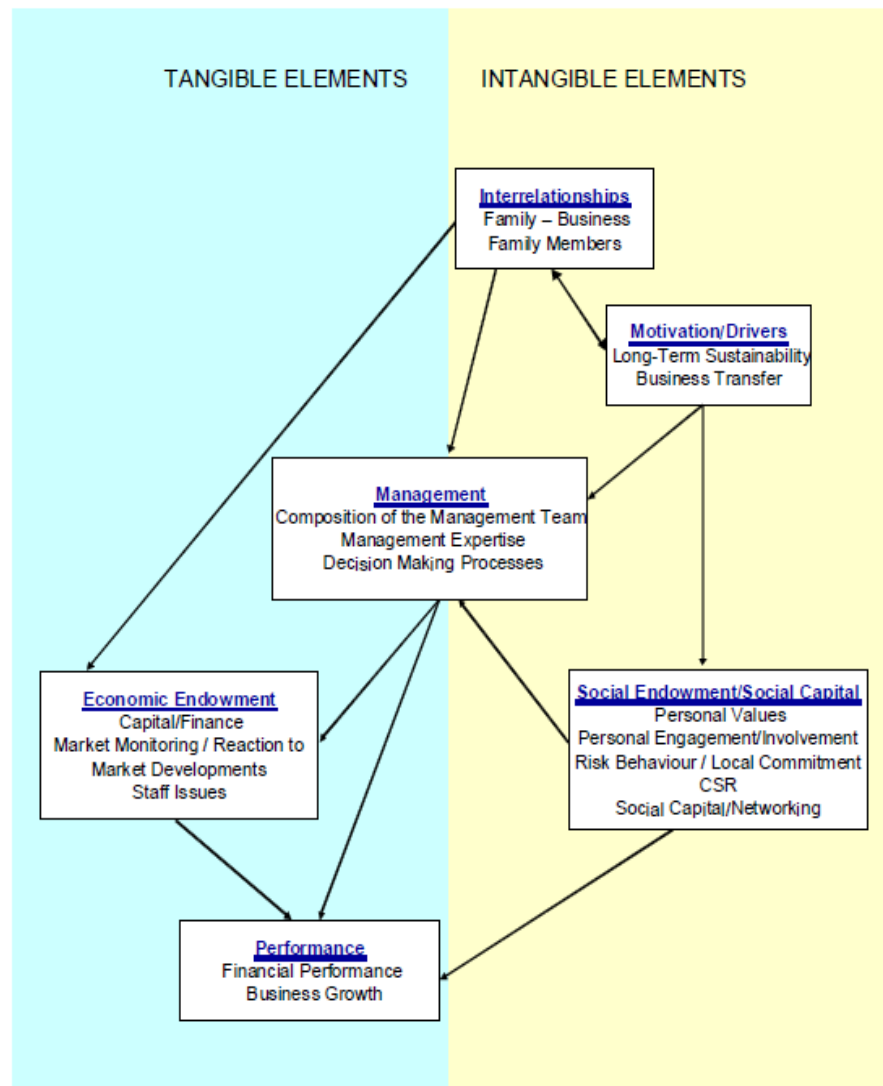 TANGIBLE ELEMENTS
INTANGIBLE ELEMENTS
Interrelationships
Family – Business
Family Members
Motivation/Drivers
Long-Term Sustainability
Business Transfer
Management
Composition of the Management Team
Management Expertise
Decision Making Processes
Economic Endowment
Capital/Finance
Market Monitoring / Reaction to
Market Developments
Staff Issues
Social Endowment/Social Capital
Personal Values
Personal Engagement/Involvement
Risk Behaviour / Local Commitment
CSR
Social Capital/Networking
Performance
Financial Performance
Business Growth